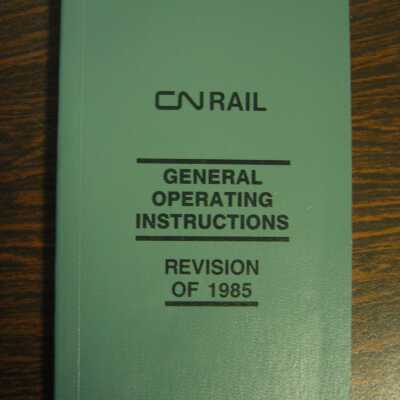 CN RAIL
GENERAL
OPERATING
INSTRUCTIONS
REVISION
OF 1985